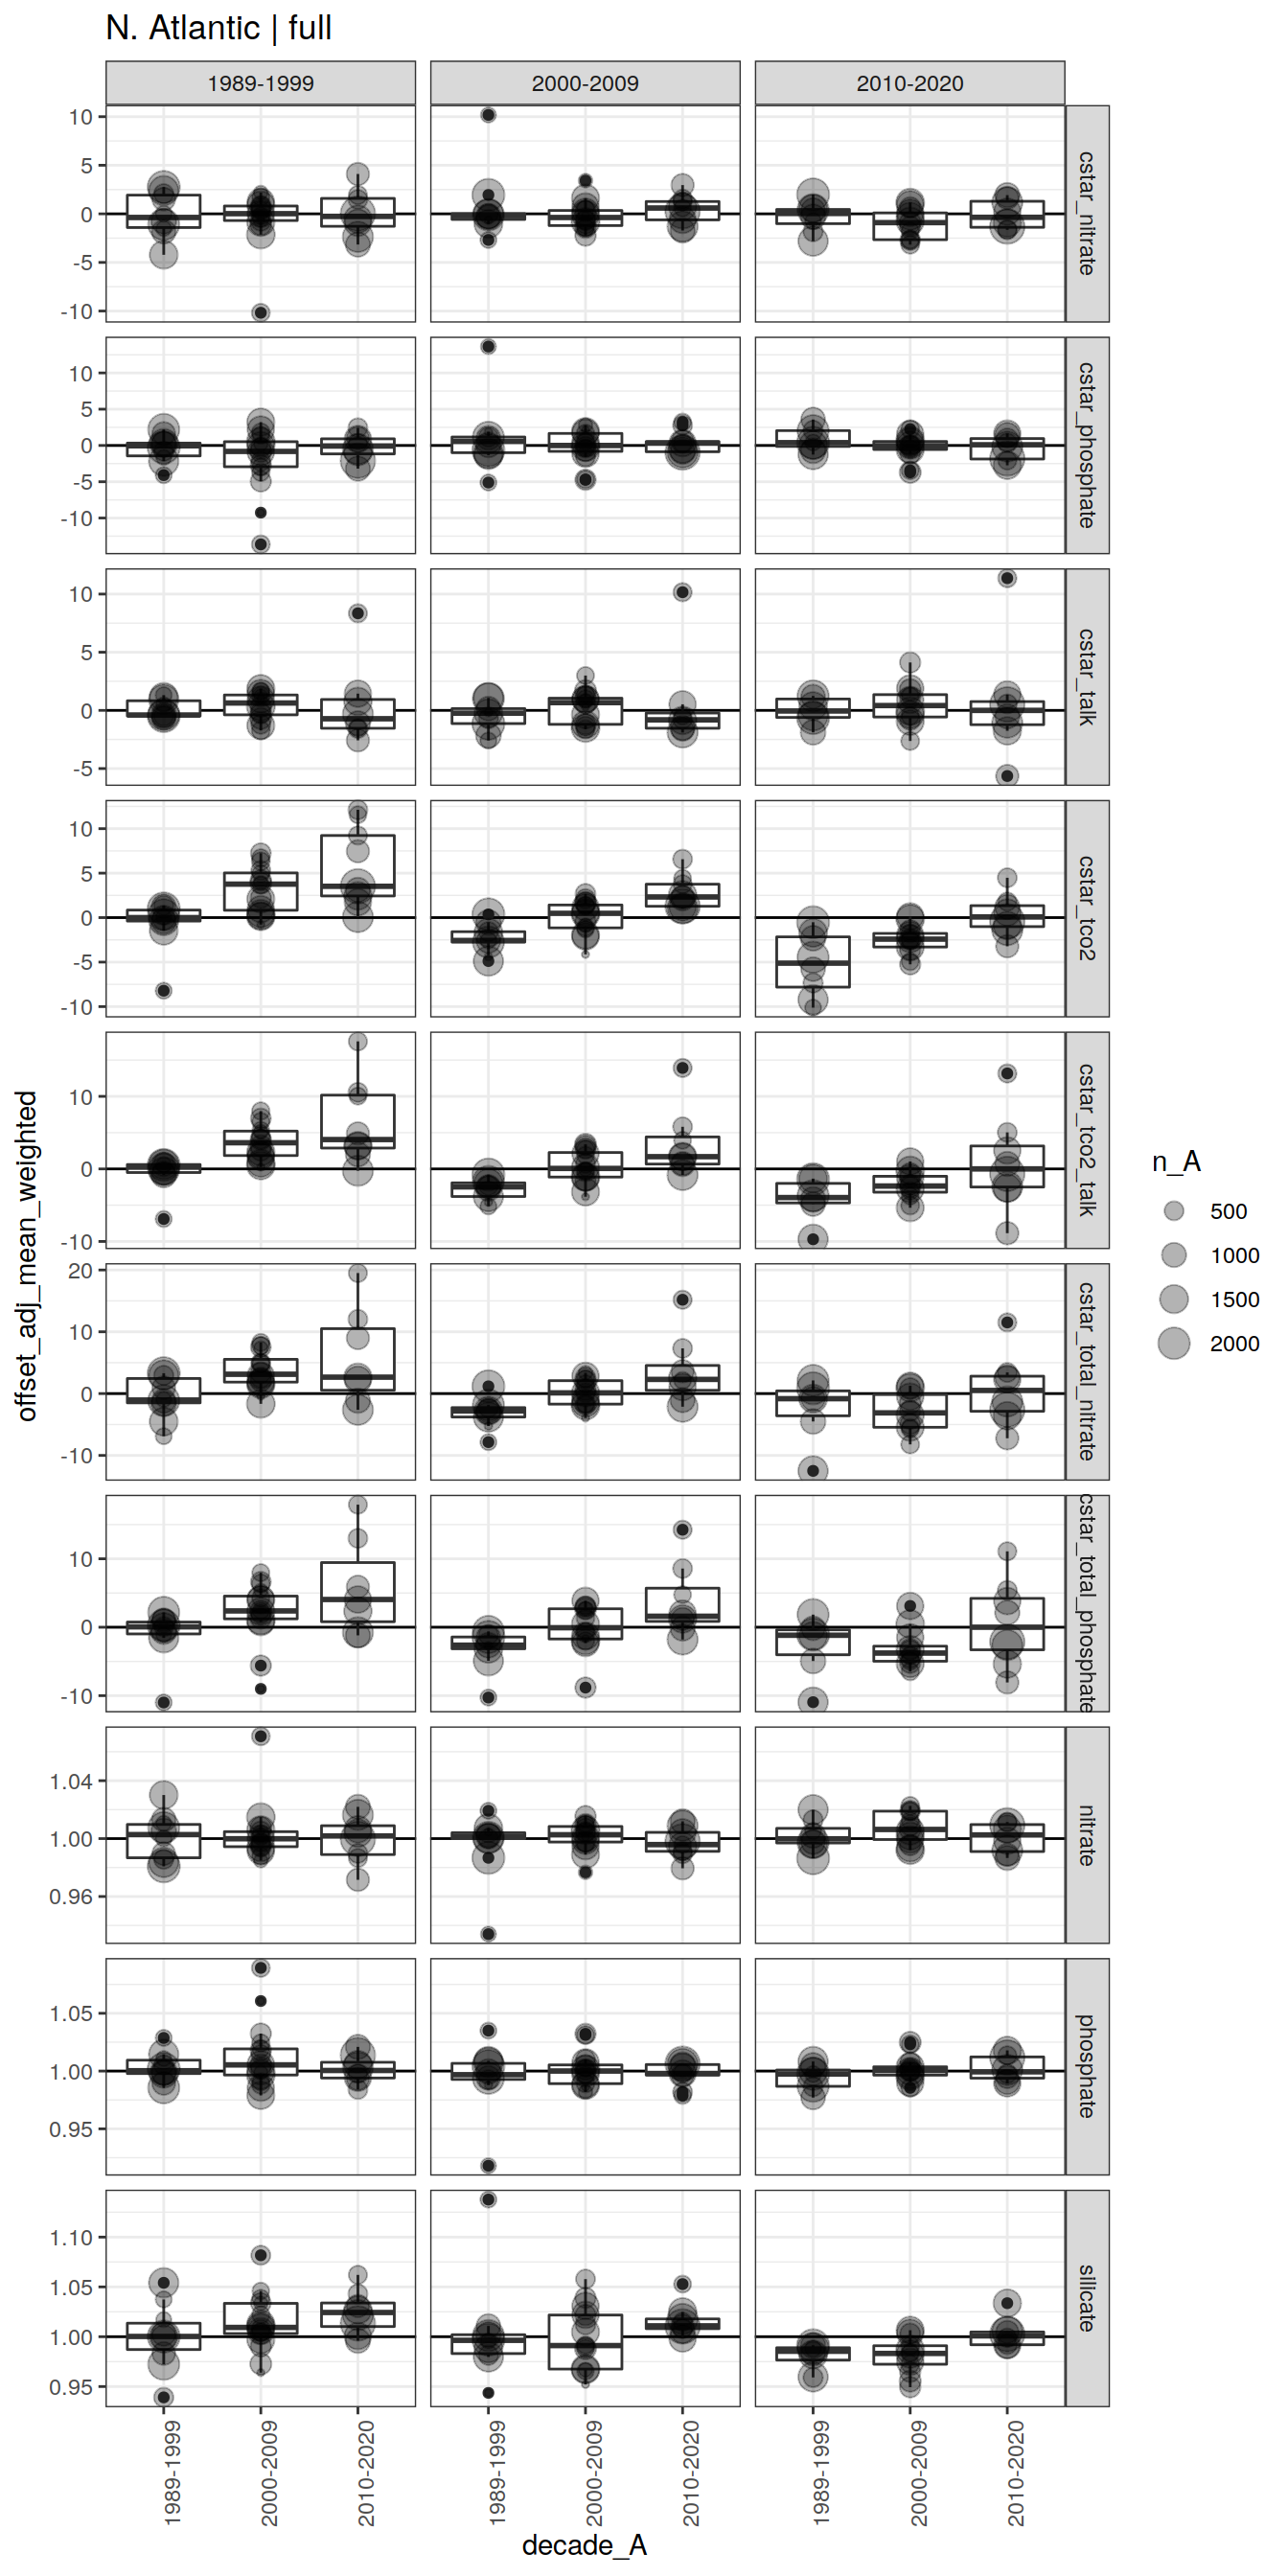 N. Atlantic | full
1989-1999 2000-2009 2010-2020
10
5
0
-5
-10
cstar_nitrate
10
5
0
-5
-10
cstar_phosphate
10
5
0
-5
cstar_talk
10
5
0
-5
-10
cstar_tco2
10
0
-10
cstar_tco2_talk
20
10
0
-10
cstar_total_nitrate
10
0
-10
cstar_total_phosphate
1.04
1.00
0.96
nitrate
1.05
1.00
0.95
phosphate
1.10
1.05
1.00
0.95
silicate
offset_adj_mean_weighted
1989-1999 2000-2009 2010-2020 1989-1999 2000-2009 2010-2020 1989-1999 2000-2009 2010-2020
decade_A
n_A
500
1000
1500
2000